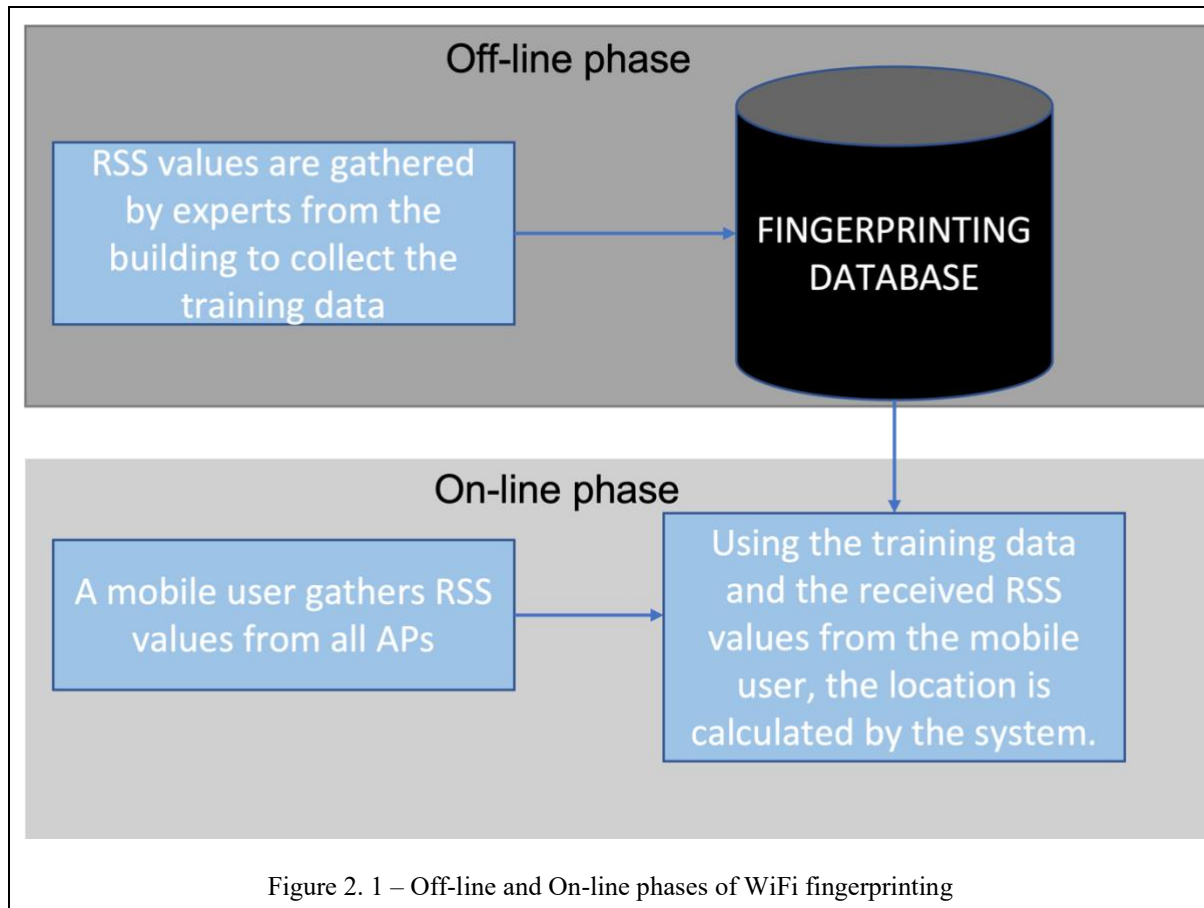 Off-line phase
RSS values are gathered
by experts from the
building to collect the
training data
FINGERPRINTING
DATABASE
On-line phase
A mobile user gathers RSS
values from all APs
Using the training data
and the received RSS
values from the mobile
user, the location is
calculated by the system.
Figure 2. 1 – Off-line and On-line phases of WiFi fingerprinting